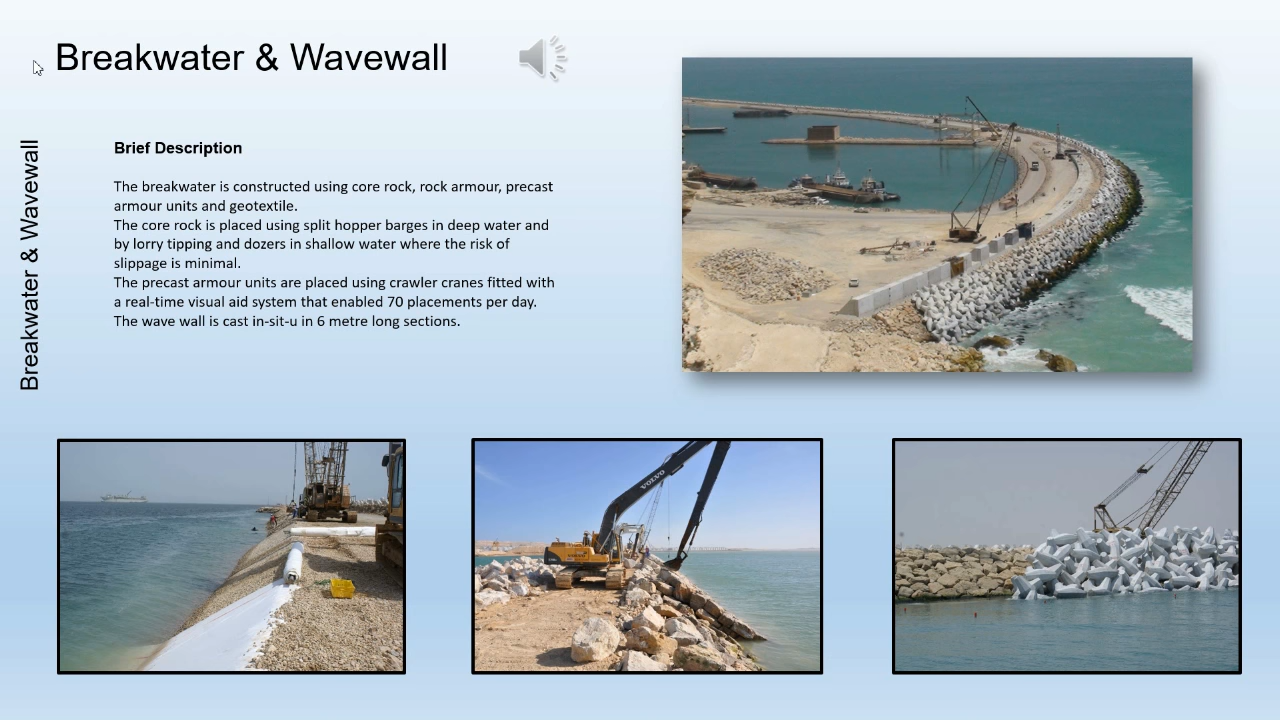 Breakwater & Wavewall
Breakwater & Wavewall
Brief Description
The breakwater is constructed using core rock, rock armour, precast
armour units and geotextile.
The core rock is placed using split hopper barges in deep water and
by lorry tipping and dozers in shallow water where the risk of
slippage is minimal.
The precast armour units are placed using crawler cranes fitted with
a real-time visual aid system that enabled 70 placements per day.
The wave wall is cast in-sit-u in 6 metre long sections.
VOLVO